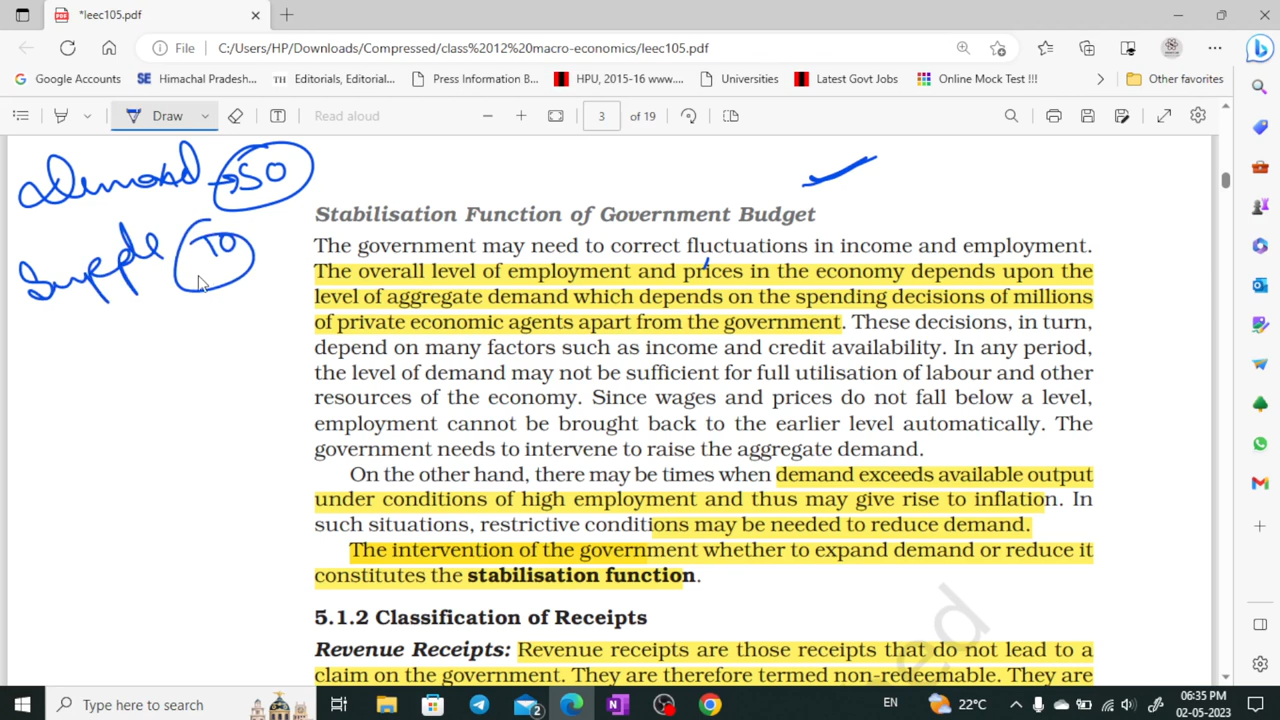 *leec105.pdf
File C:/Users/HP/Downloads/Compressed/class%2012%20macro-economics/leec105.pdf
Google Accounts SE Himachal Pradesh... TH Editorials, Editorial... Press Information B... HPU, 2015-16 www.... Universities Latest Govt Jobs Online Mock Test !!! Other favorites
Draw Read aloud 3 of 19
demand → 50
Supple 70
Stabilisation Function of Government Budget
The government may need to correct fluctuations in income and employment.
The overall level of employment and prices in the economy depends upon the
level of aggregate demand which depends on the spending decisions of millions
of private economic agents apart from the government. These decisions, in turn,
depend on many factors such as income and credit availability. In any period,
the level of demand may not be sufficient for full utilisation of labour and other
resources of the economy. Since wages and prices do not fall below a level,
employment cannot be brought back to the earlier level automatically. The
government needs to intervene to raise the aggregate demand.
On the other hand, there may be times when demand exceeds available output
under conditions of high employment and thus may give rise to inflation. In
such situations, restrictive conditions may be needed to reduce demand.
The intervention of the government whether to expand demand or reduce it
constitutes the stabilisation function.
5.1.2 Classification of Receipts
Revenue Receipts: Revenue receipts are those receipts that do not lead to a
claim on the government. They are therefore termed non-redeemable. They are
ed
Type here to search 2 EN 22°C 06:35 PM
02-05-2023